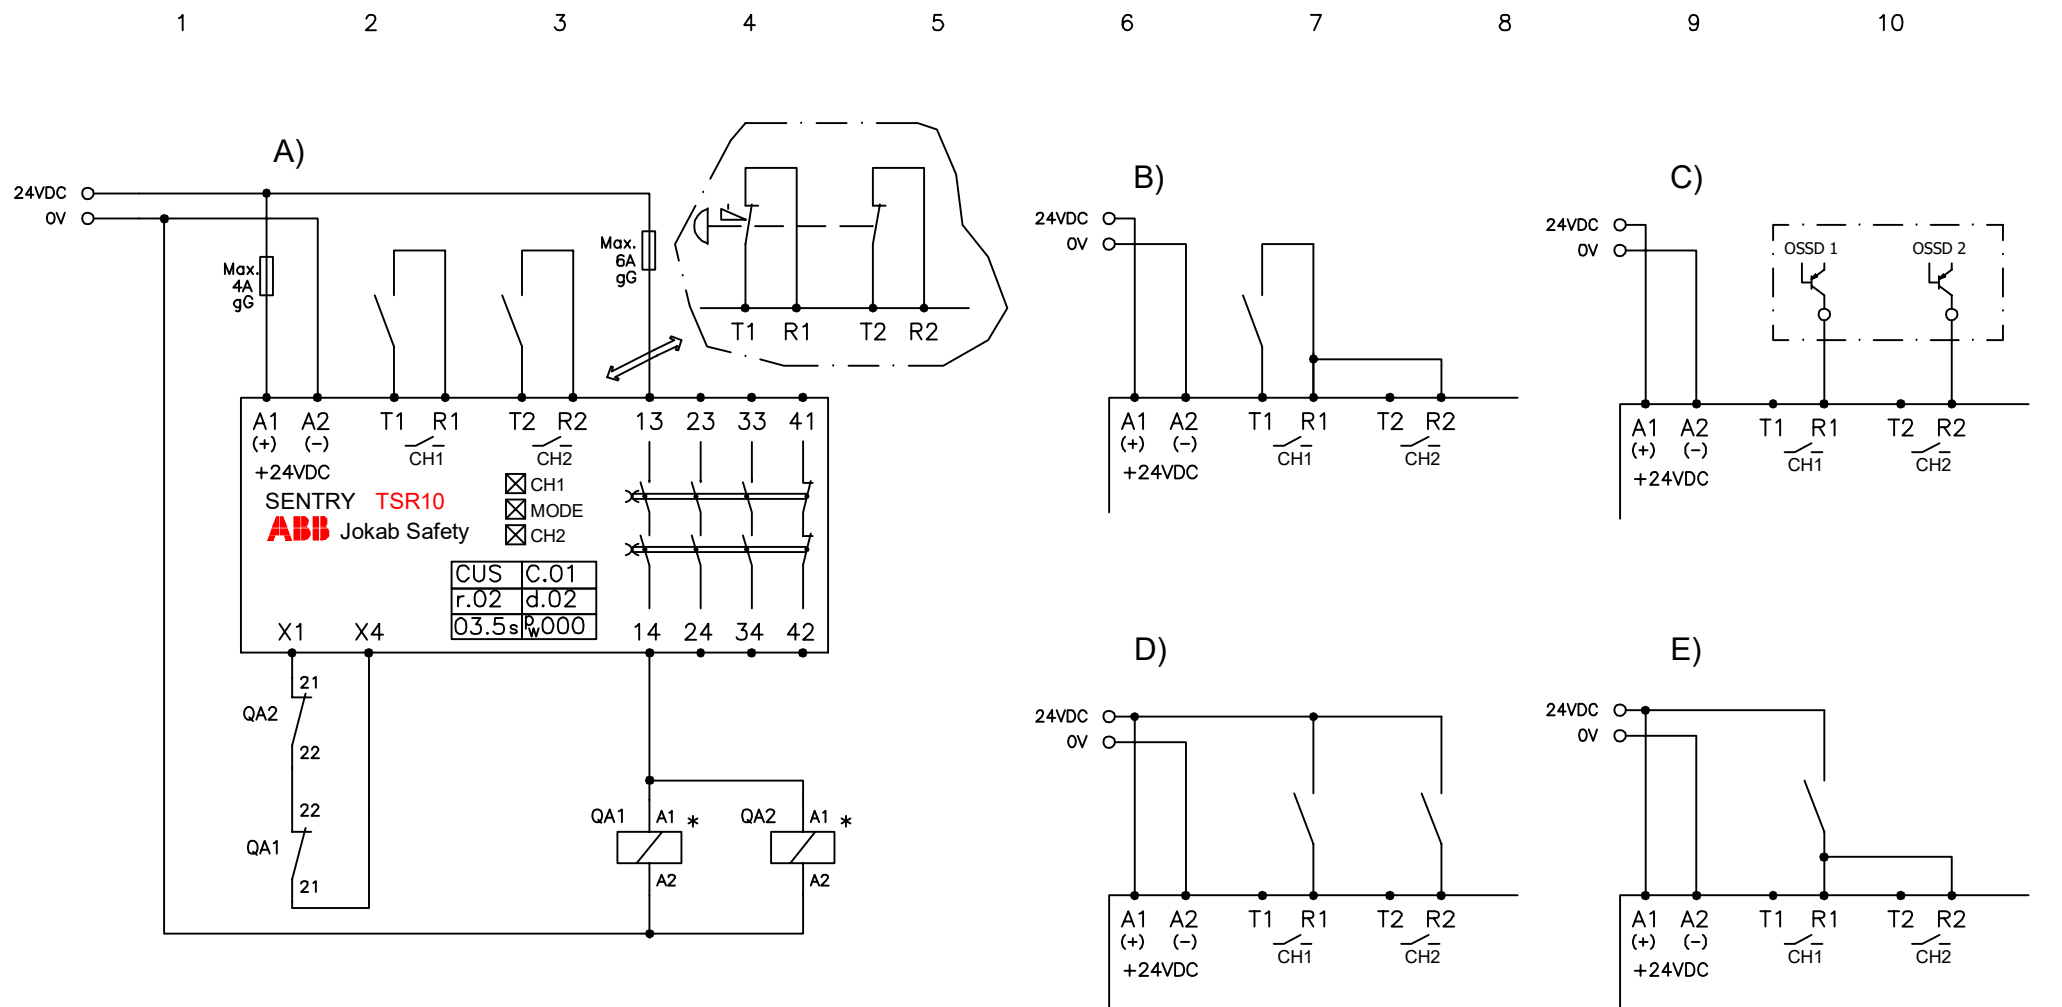 1 2 3 4 5 6 7 8 9 10
A)
24VDC
0V
Max.
4A
gG
Max.
6A
gG
T1 R1 T2 R2
A1 A2 T1 R1 T2 R2 13 23 33 41
(+) (-)
CH1 CH2
+24VDC
SENTRY TSR10
ABB Jokab Safety
CH1
MODE
CH2
CUS C.01
r.02 d.02
03.5s Pw000
X1 X4 14 24 34 42
21
QA2
22
22
QA1
21
QA1 A1 *
A2
QA2 A1 *
A2
B)
24VDC
0V
A1 A2 T1 R1 T2 R2
(+) (-)
CH1 CH2
+24VDC
C)
24VDC
0V
OSSD 1 OSSD 2
A1 A2 T1 R1 T2 R2
(+) (-)
CH1 CH2
+24VDC
D)
24VDC
0V
A1 A2 T1 R1 T2 R2
(+) (-)
CH1 CH2
+24VDC
E)
24VDC
0V
A1 A2 T1 R1 T2 R2
(+) (-)
CH1 CH2
+24VDC